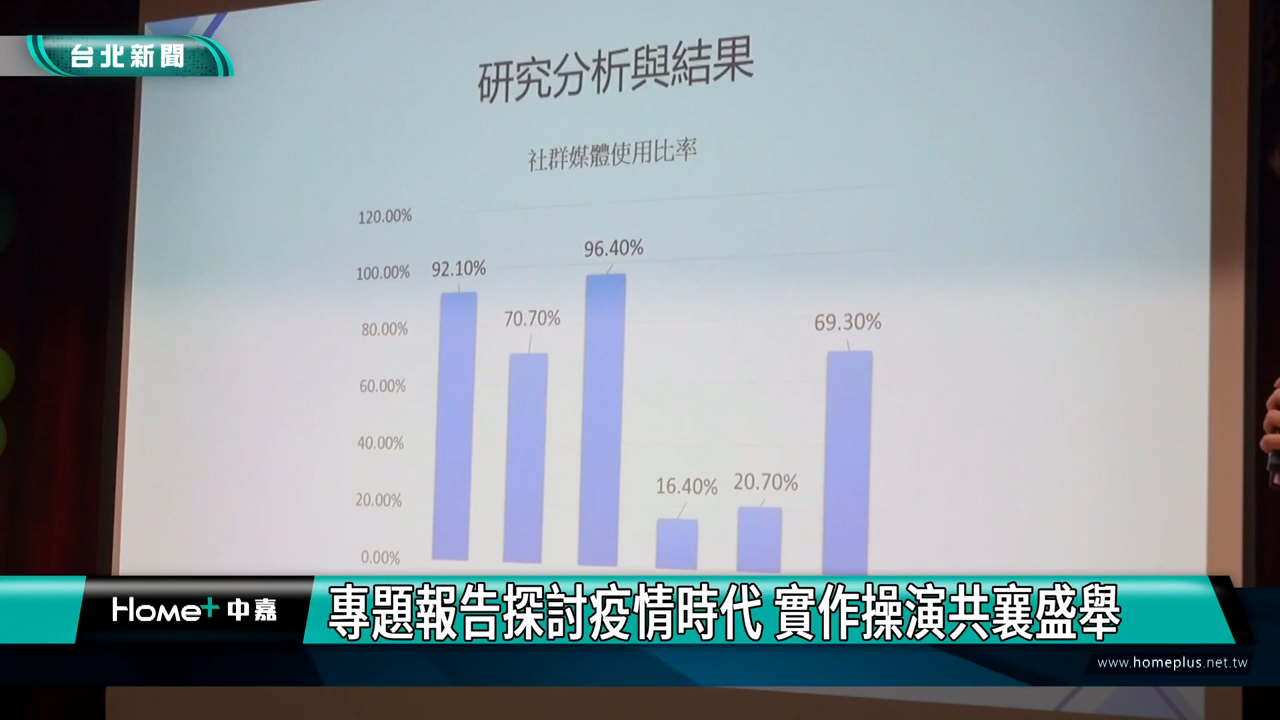 台北新聞
研究分析與結果
社群媒體使用比率
120.00%
100.00%
80.00%
60.00%
40.00%
20.00%
0.00%
92.10%
70.70%
96.40%
16.40%
20.70%
69.30%
Home+ 中嘉
專題報告探討疫情時代 實作操演共襄盛舉
www.homeplus.net.tw